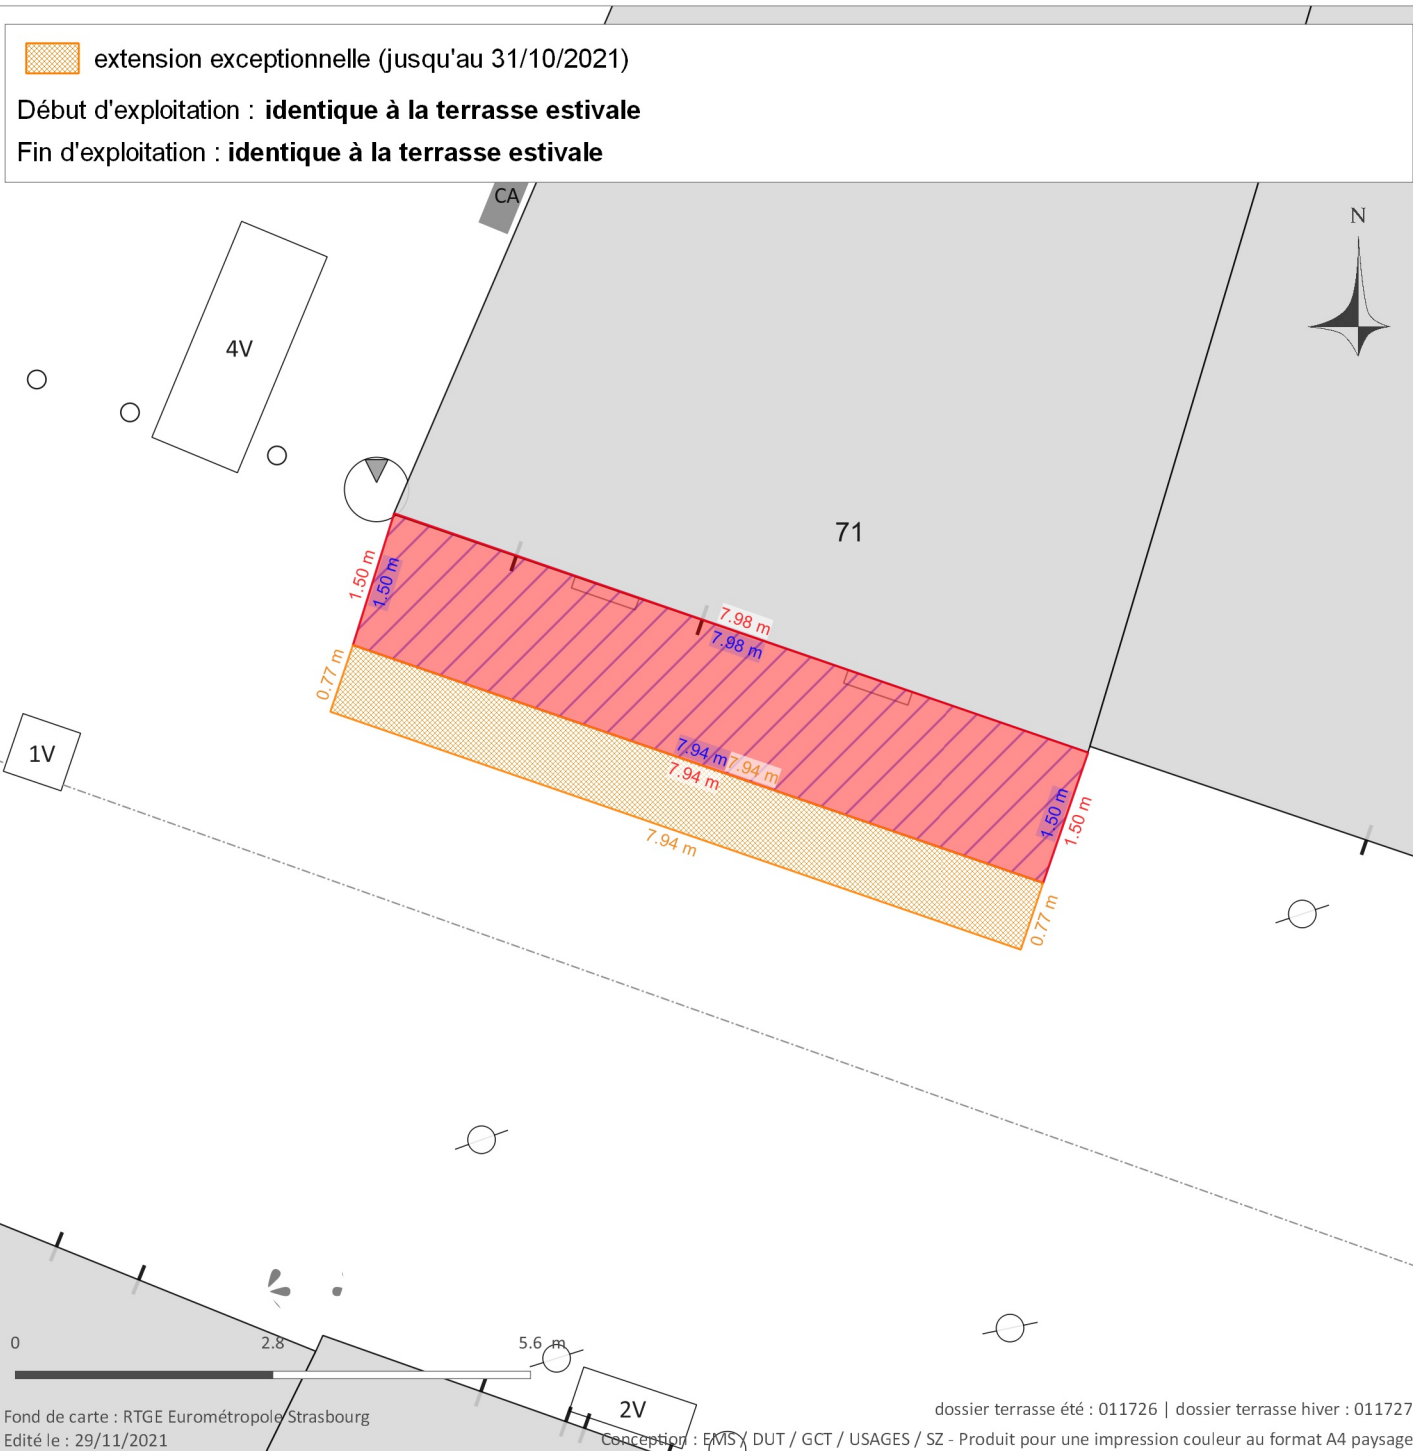 extension exceptionnelle (jusqu'au 31/10/2021)
Début d'exploitation : identique à la terrasse estivale
Fin d'exploitation : identique à la terrasse estivale
CA
N
4V
71
1.50 m
1.50 m
7.98 m
7.98 m
0.77 m
1V
7.94 m
7.94 m
7.94 m
1.50 m
1.50 m
7.94 m
0.77 m
0 2.8 5.6 m
2V
Fond de carte : RTGE Eurométropole Strasbourg
Edité le : 29/11/2021
dossier terrasse été : 011726 | dossier terrasse hiver : 011727
Conception : EMS / DUT / GCT / USAGES / SZ - Produit pour une impression couleur au format A4 paysage